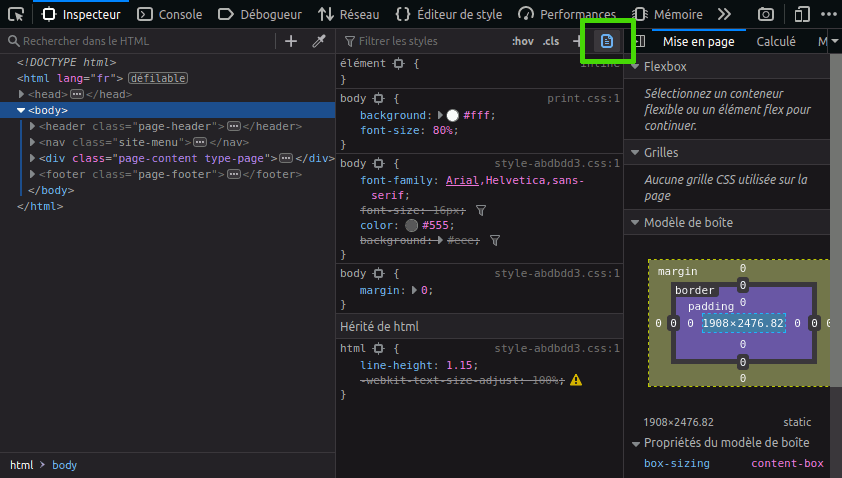 Inspecteur Console Débogueur Réseau Éditeur de style Performances Mémoire
Rechercher dans le HTML
<!DOCTYPE html>
<html lang="fr"> défilable
<head> </head>
<body>
<header class="page-header"> </header>
<nav class="site-menu"> </nav>
<div class="page-content type-page"> </div>
<footer class="page-footer"> </footer>
</body>
</html>
html > body
Filtrer les styles :hov .cls +
élément { inline
}
body { print.css:1
background: #fff;
font-size: 80%;
}
body { style-abdbdd3.css:1
font-family: Arial,Helvetica,sans-
serif;
font-size: 16px;
color: #555;
background: #eee;
}
body { style-abdbdd3.css:1
margin: 0;
}
Hérité de html
html { style-abdbdd3.css:1
line-height: 1.15;
-webkit-text-size-adjust: 100%;
}
Mise en page Calculé M
Flexbox
Sélectionnez un conteneur
flexible ou un élément flex pour
continuer.
Grilles
Aucune grille CSS utilisée sur la
page
Modèle de boîte
margin 0
border 0
padding 0
0 0 0 1908×2476.82 0 0 0
0
0
0
1908×2476.82 static
Propriétés du modèle de boîte
box-sizing content-box